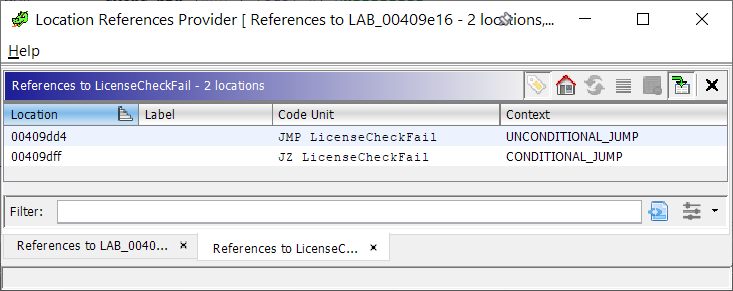 Location References Provider [ References to LAB_00409e16 - 2 locations,...
Help
References to LicenseCheckFail - 2 locations
Location Label Code Unit Context
00409dd4 JMP LicenseCheckFail UNCONDITIONAL_JUMP
00409dff JZ LicenseCheckFail CONDITIONAL_JUMP
Filter:
References to LAB_0040... × References to LicenseC... ×